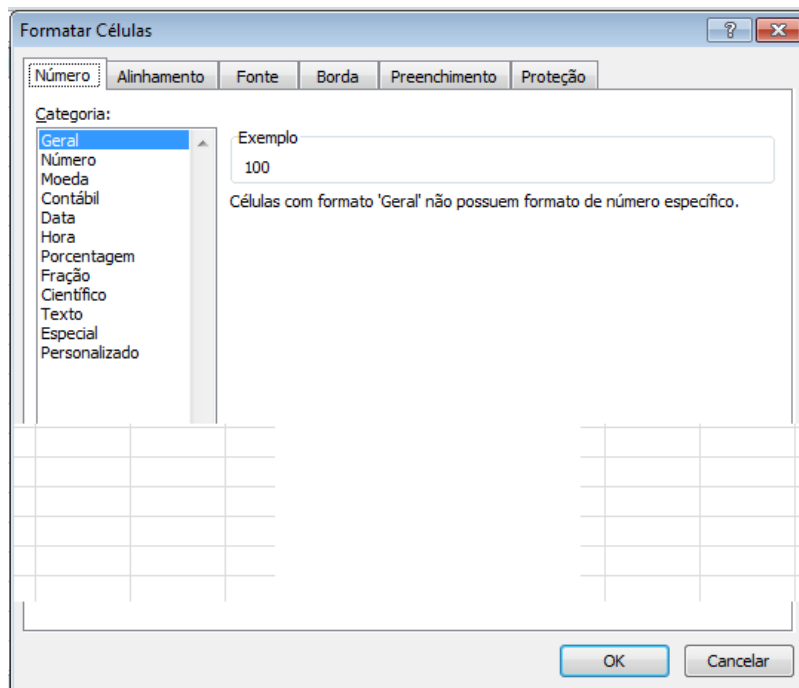 Formatar Células
Número Alinhamento Fonte Borda Preenchimento Proteção
Categoria:
Geral
Número
Moeda
Contábil
Data
Hora
Porcentagem
Fração
Científico
Texto
Especial
Personalizado
Exemplo
100
Células com formato 'Geral' não possuem formato de número específico.
OK Cancelar